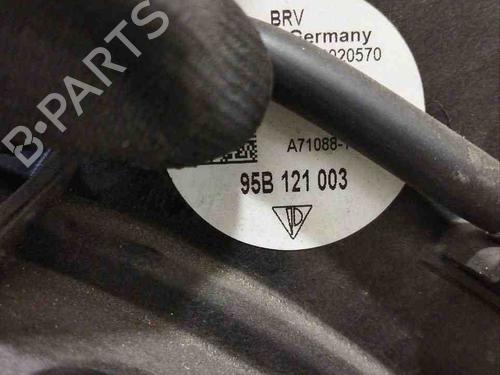 BRV
Germany
020570
A71088-
95B 121 003
B-PARTS